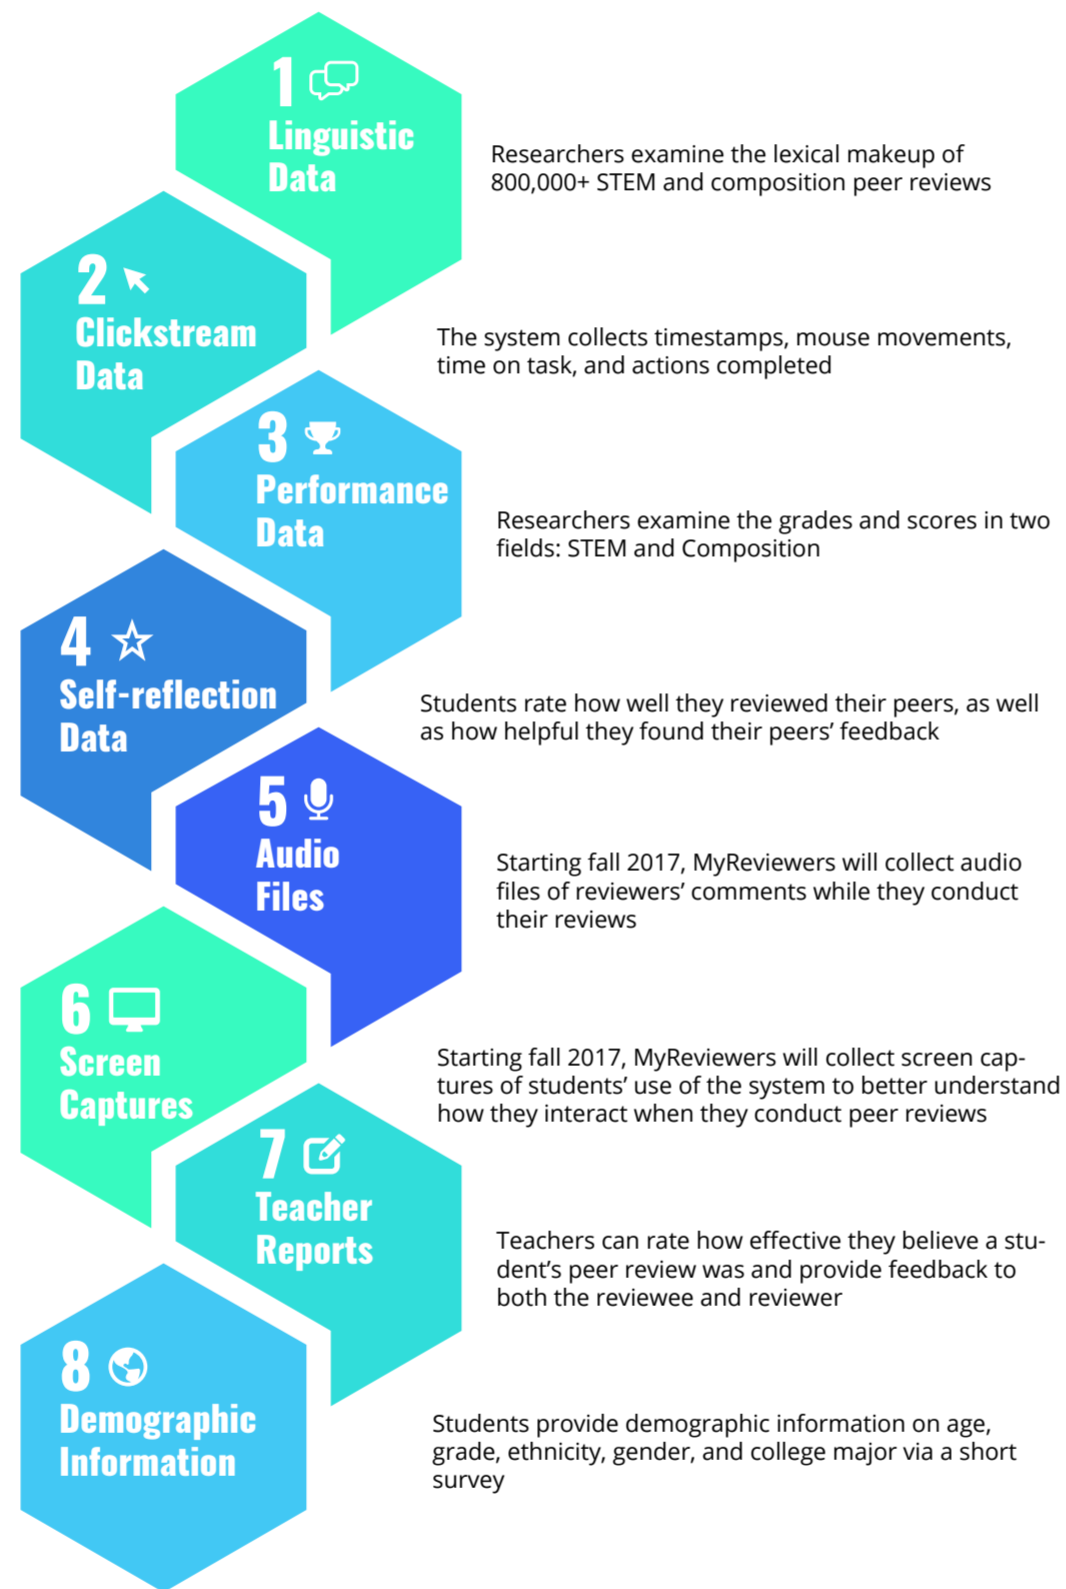 1
Linguistic
Data
Researchers examine the lexical makeup of
800,000+ STEM and composition peer reviews
2
Clickstream
Data
The system collects timestamps, mouse movements,
time on task, and actions completed
3
Performance
Data
Researchers examine the grades and scores in two
fields: STEM and Composition
4
Self-reflection
Data
Students rate how well they reviewed their peers, as well
as how helpful they found their peers’ feedback
5
Audio
Files
Starting fall 2017, MyReviewers will collect audio
files of reviewers’ comments while they conduct
their reviews
6
Screen
Captures
Starting fall 2017, MyReviewers will collect screen cap-
tures of students’ use of the system to better understand
how they interact when they conduct peer reviews
7
Teacher
Reports
Teachers can rate how effective they believe a stu-
dent’s peer review was and provide feedback to
both the reviewee and reviewer
8
Demographic
Information
Students provide demographic information on age,
grade, ethnicity, gender, and college major via a short
survey